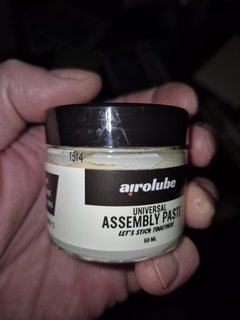 1514
airolube
UNIVERSAL
ASSEMBLY PASTE
LET'S STICK TOGETHER!
50 ML